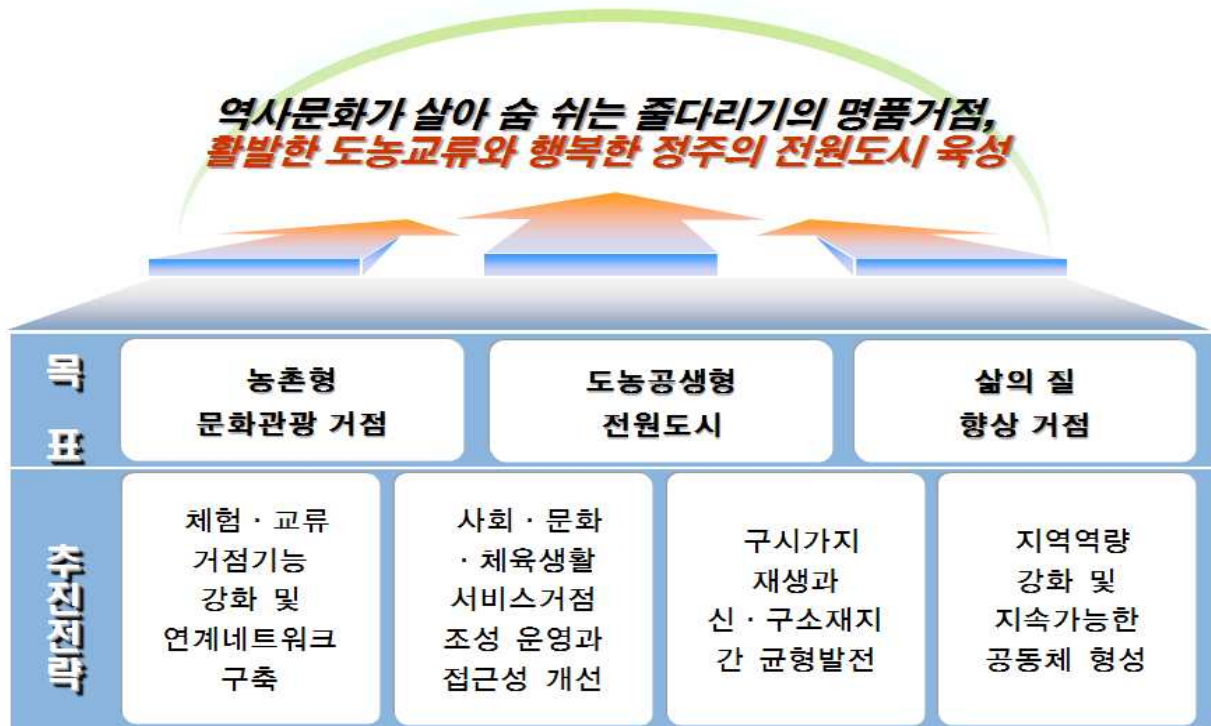 역사문화가 살아 숨 쉬는 줄다리기의 명품거점,
활발한 도농교류와 행복한 정주의 전원도시 육성
목
표
농촌형
문화관광 거점
도농공생형
전원도시
삶의 질
향상 거점
추진전략
체험 · 교류
거점기능
강화 및
연계네트워크
구축
사회 · 문화
· 체육생활
서비스거점
조성 운영과
접근성 개선
구시가지
재생과
신 · 구소재지
간 균형발전
지역역량
강화 및
지속가능한
공동체 형성